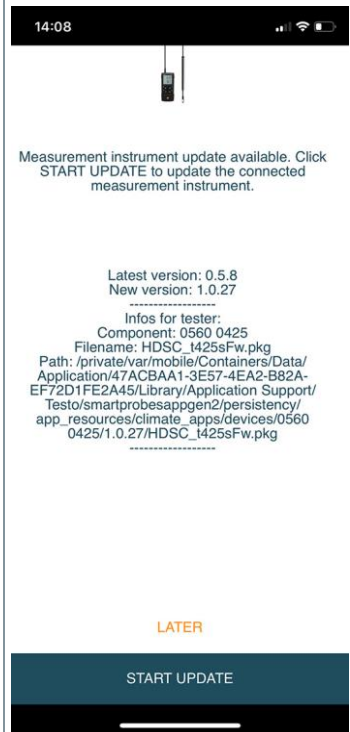 14:08
Measurement instrument update available. Click
START UPDATE to update the connected
measurement instrument.
Latest version: 0.5.8
New version: 1.0.27
------------------
Infos for tester:
Component: 0560 0425
Filename: HDSC_t425sFw.pkg
Path: /private/var/mobile/Containers/Data/
Application/47ACBAA1-3E57-4EA2-B82A-
EF72D1FE2A45/Library/Application Support/
Testo/smartprobesappgen2/persistency/
app_resources/climate_apps/devices/0560
0425/1.0.27/HDSC_t425sFw.pkg
------------------
LATER
START UPDATE